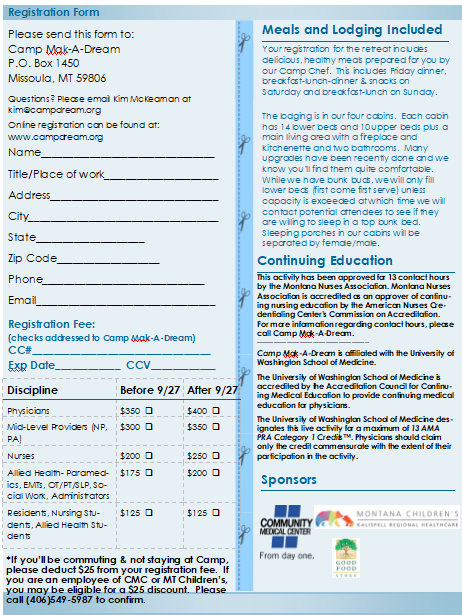 Registration Form
Please send this form to:
Camp Mak-A-Dream
P.O. Box 1450
Missoula, MT 59806
Questions? Please email Kim McKearnan at
kim@campdream.org
Online registration can be found at:
www.campdream.org
Name
Title/Place of work
Address
City
State
Zip Code
Phone
Email
Registration Fee:
(checks addressed to Camp Mak-A-Dream)
CC#
Exp Date CCV
Discipline Before 9/27 After 9/27
Physicians $350 ☐ $400 ☐
Mid-Level Providers (NP, $300 ☐ $350 ☐
PA)
Nurses $200 ☐ $250 ☐
Allied Health- Paramed- $175 ☐ $200 ☐
ics, EMTs, OT/PT/SLP, So-
cial Work, Administrators
Residents, Nursing Stu- $125 ☐ $125 ☐
dents, Allied Health Stu-
dents
*If you'll be commuting & not staying at Camp,
please deduct $25 from your registration fee. If
you are an employee of CMC or MT Children's,
you may be eligible for a $25 discount. Please
call (406)549-5987 to confirm.
Meals and Lodging Included
Your registration for the retreat includes
delicious, healthy meals prepared for you by
our Camp Chef. This includes Friday dinner,
breakfast-lunch-dinner & snacks on
Saturday and breakfast-lunch on Sunday.
The lodging is in our four cabins. Each cabin
has 14 lower beds and 10 upper beds plus a
main living area with a fireplace and
kitchenette and two bathrooms. Many
upgrades have been recently done and we
know you'll find them quite comfortable.
While we have bunk buds, we will only fill
lower beds (first come first serve) unless
capacity is exceeded at which time we will
contact potential attendees to see if they
are willing to sleep in a top bunk bed.
Sleeping porches in our cabins will be
separated by female/male.
Continuing Education
This activity has been approved for 13 contact hours
by the Montana Nurses Association. Montana Nurses
Association is accredited as an approver of continu-
ing nursing education by the American Nurses Cre-
dentialing Center's Commission on Accreditation.
For more information regarding contact hours, please
call Camp Mak-A-Dream.
Camp Mak-A-Dream is affiliated with the University of
Washington School of Medicine.
The University of Washington School of Medicine is
accredited by the Accreditation Council for Continu-
ing Medical Education to provide continuing medical
education for physicians.
The University of Washington School of Medicine des-
ignates this live activity for a maximum of 13 AMA
PRA Category 1 Credits™. Physicians should claim
only the credit commensurate with the extent of their
participation in the activity.
Sponsors
COMMUNITY
MEDICAL CENTER
From day one.
MONTANA CHILDREN'S
KALISPELL REGIONAL HEALTHCARE
GOOD
FOOD
STORE